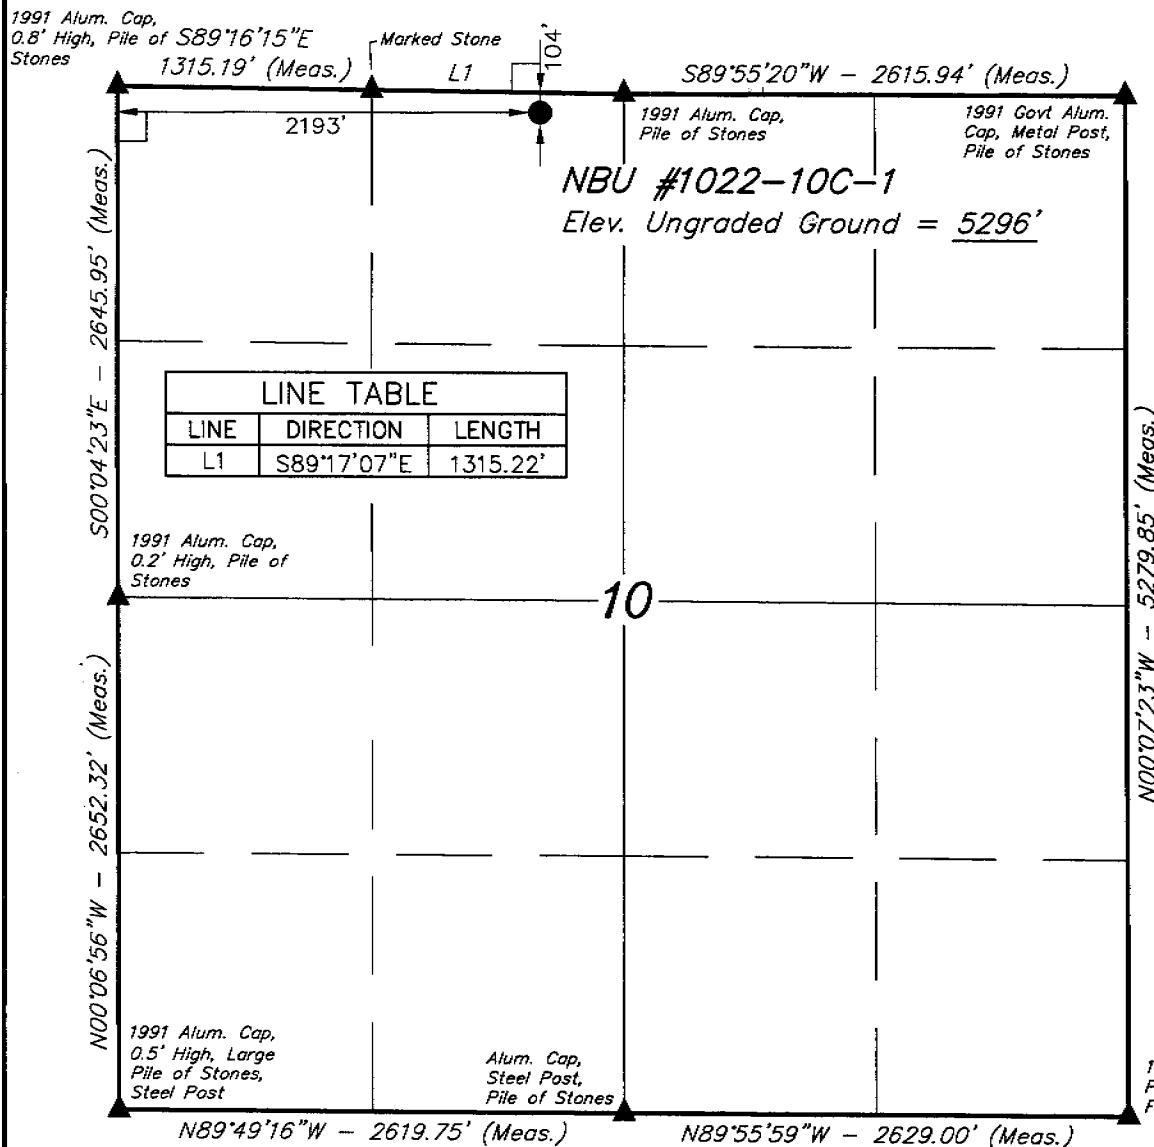 1991 Alum. Cap,
0.8' High, Pile of
Stones
S89°16'15"E
1315.19' (Meas.)
Marked Stone
L1
104'
S89°55'20"W - 2615.94' (Meas.)
2193'
1991 Alum. Cap,
Pile of Stones
1991 Govt Alum.
Cap, Metal Post,
Pile of Stones
NBU #1022-10C-1
Elev. Ungraded Ground = 5296'
S00°04'23"E - 2645.95' (Meas.)
LINE TABLE
LINE DIRECTION LENGTH
L1 S89°17'07"E 1315.22'
1991 Alum. Cap,
0.2' High, Pile of
Stones
10
N00°07'23"W - 5279.85' (Meas.)
N00°06'56"W - 2652.32' (Meas.)
1991 Alum. Cap,
0.5' High, Large
Pile of Stones,
Steel Post
Alum. Cap,
Steel Post,
Pile of Stones
N89°49'16"W - 2619.75' (Meas.)
N89°55'59"W - 2629.00' (Meas.)